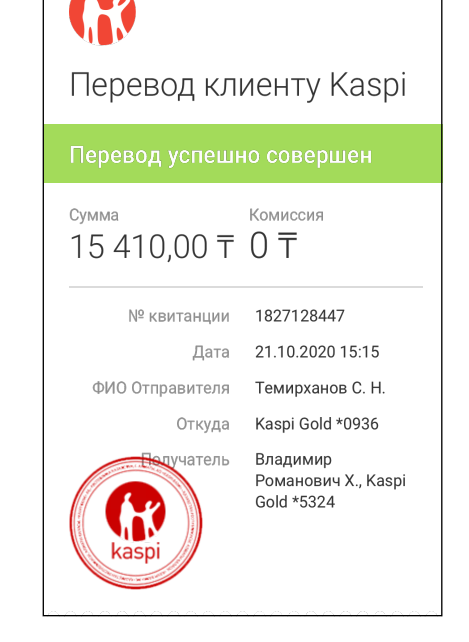 Перевод клиенту Kaspi
Перевод успешно совершен
Сумма Комиссия
15 410,00 ₸ 0 ₸
№ квитанции 1827128447
Дата 21.10.2020 15:15
ФИО Отправителя Темирханов С. Н.
Откуда Kaspi Gold *0936
Получатель Владимир
Романович Х., Kaspi
Gold *5324
kaspi